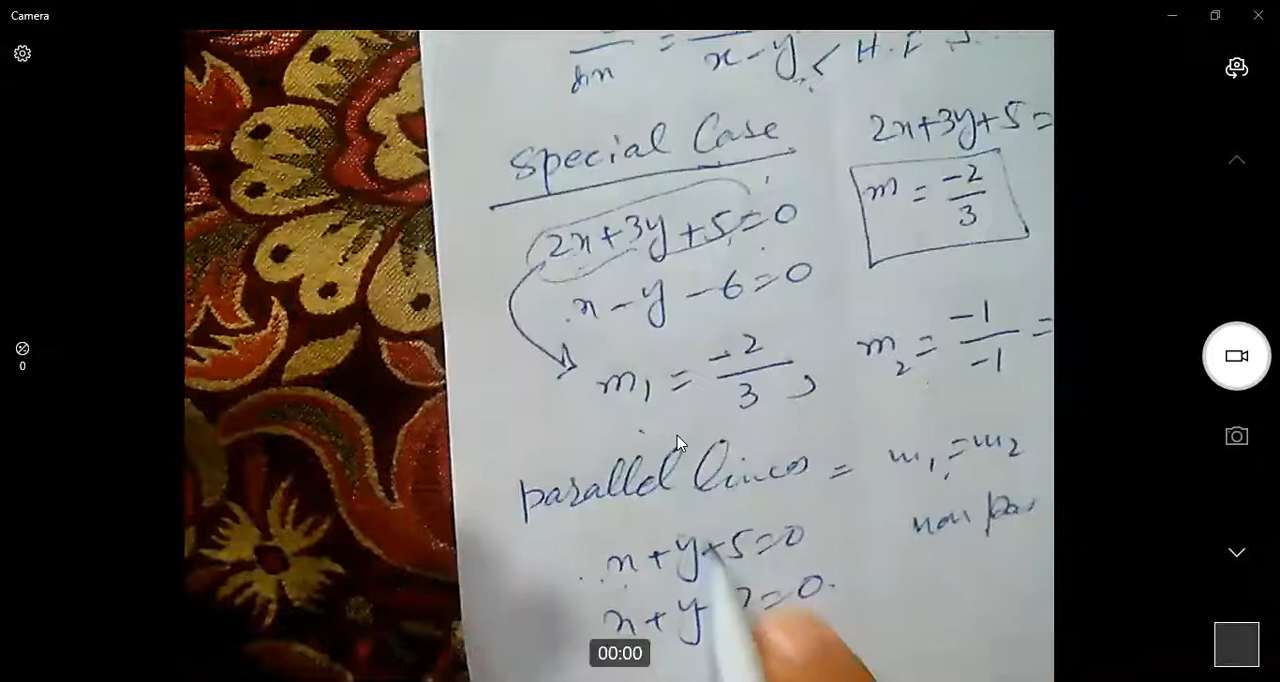 Camera
dx = x-y < H.F
Special Case
2x+3y+5=0
x-y-6=0
m1 = -2/3 ,
parallel lines =
x+y+5=0
x+y =0
2x+3y+5=
m = -2/3
m2 = -1/-1 =
m1=m2
non
0
00:00